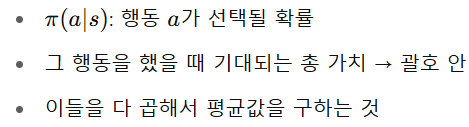 • π(a|s): 행동 a가 선택될 확률
• 그 행동을 했을 때 기대되는 총 가치 → 괄호 안
• 이들을 다 곱해서 평균값을 구하는 것